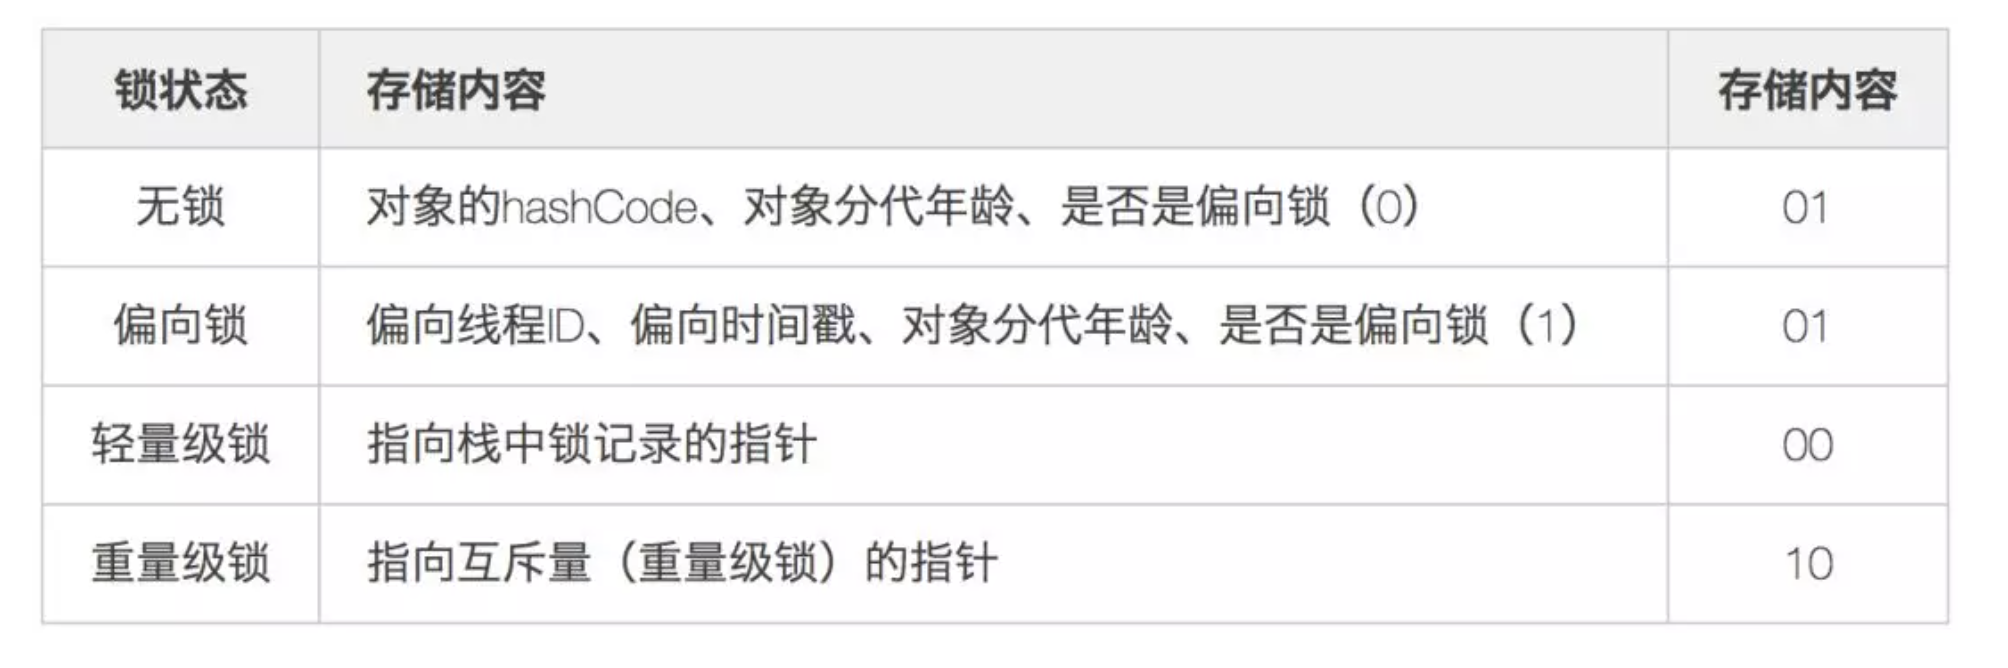 锁状态 存储内容 存储内容
无锁 对象的hashCode、对象分代年龄、是否是偏向锁（0） 01
偏向锁 偏向线程ID、偏向时间戳、对象分代年龄、是否是偏向锁（1） 01
轻量级锁 指向栈中锁记录的指针 00
重量级锁 指向互斥量（重量级锁）的指针 10